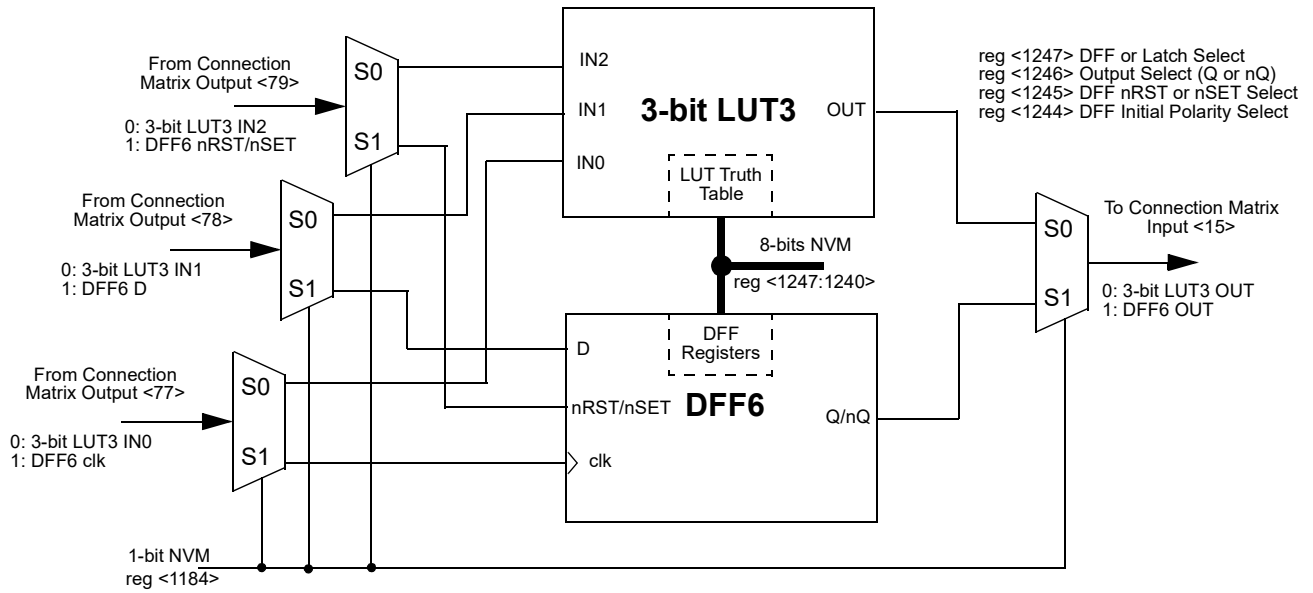 From Connection
Matrix Output <79>
0: 3-bit LUT3 IN2
1: DFF6 nRST/nSET
S0
S1
From Connection
Matrix Output <78>
0: 3-bit LUT3 IN1
1: DFF6 D
S0
S1
From Connection
Matrix Output <77>
0: 3-bit LUT3 IN0
1: DFF6 clk
S0
S1
1-bit NVM
reg <1184>
IN2
IN1
IN0
3-bit LUT3
OUT
LUT Truth
Table
8-bits NVM
reg <1247:1240>
DFF
Registers
D
nRST/nSET
clk
DFF6
Q/nQ
reg <1247> DFF or Latch Select
reg <1246> Output Select (Q or nQ)
reg <1245> DFF nRST or nSET Select
reg <1244> DFF Initial Polarity Select
S0
S1
To Connection Matrix
Input <15>
0: 3-bit LUT3 OUT
1: DFF6 OUT